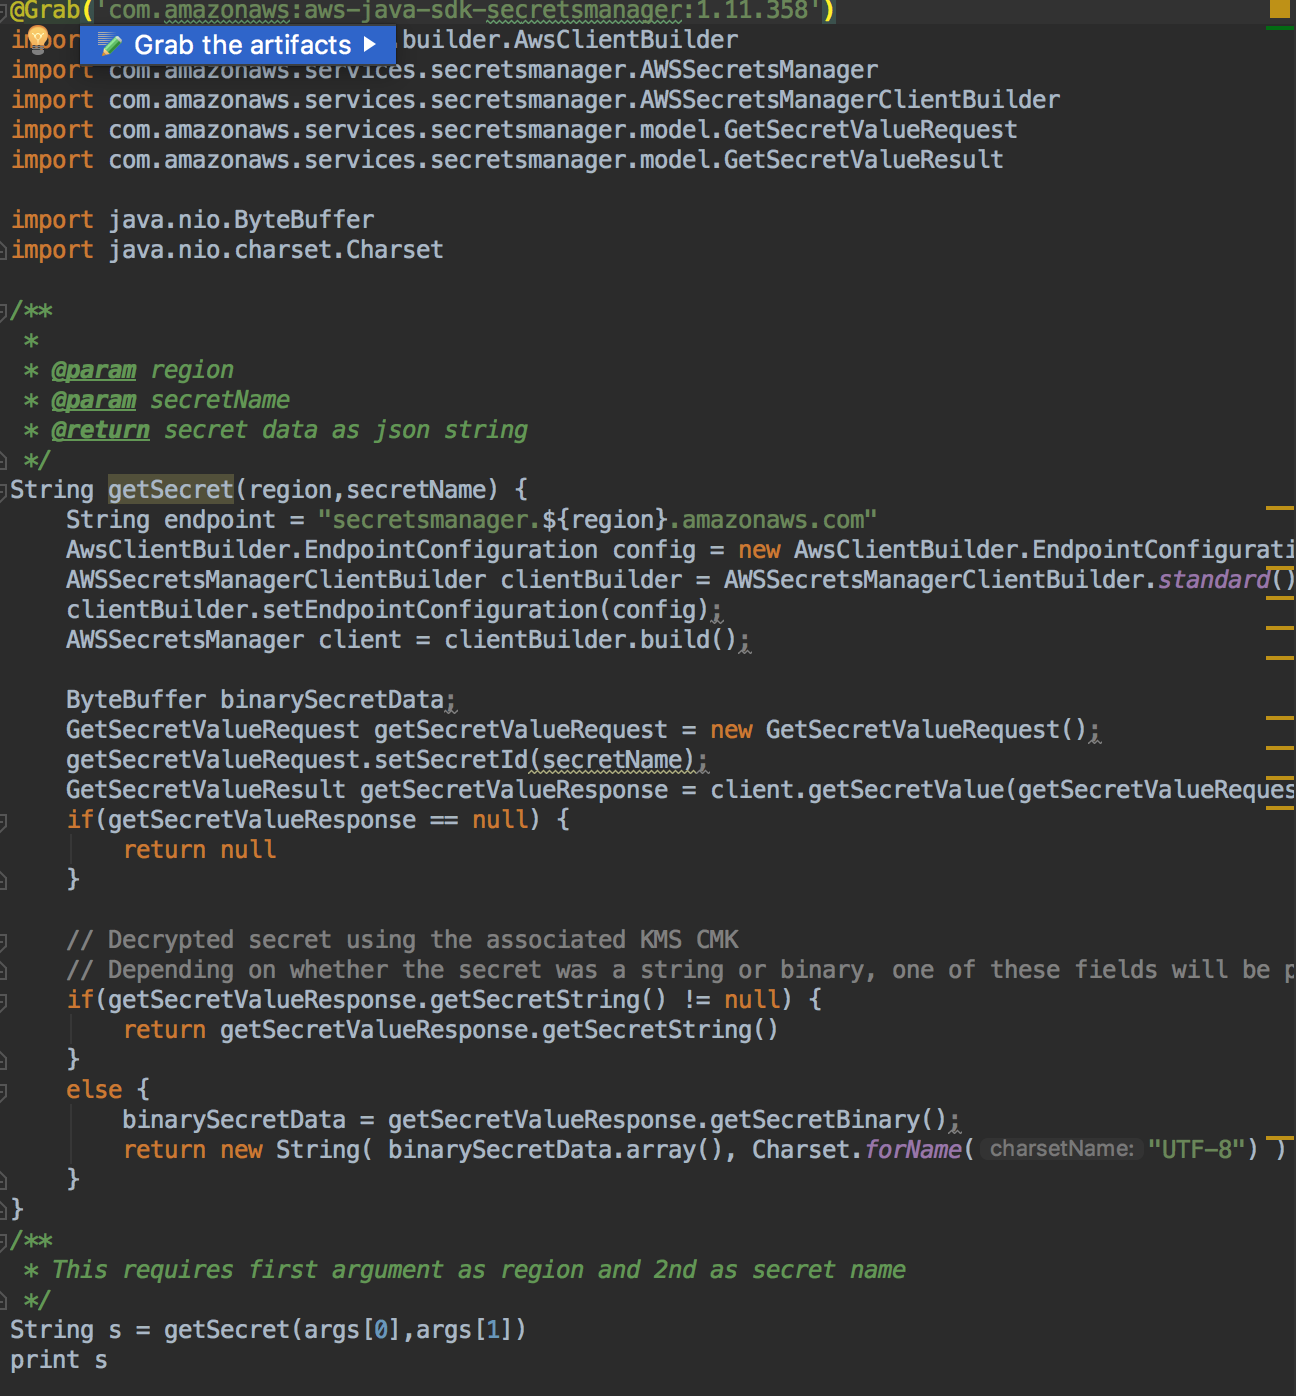 @Grab('com.amazonaws:aws-java-sdk-secretsmanager:1.11.358')
impor
Grab the artifacts
.builder.AwsClientBuilder
import com.amazonaws.services.secretsmanager.AWSSecretsManager
import com.amazonaws.services.secretsmanager.AWSSecretsManagerClientBuilder
import com.amazonaws.services.secretsmanager.model.GetSecretValueRequest
import com.amazonaws.services.secretsmanager.model.GetSecretValueResult
import java.nio.ByteBuffer
import java.nio.charset.Charset
/**
 *
 * @param region
 * @param secretName
 * @return secret data as json string
 */
String getSecret(region,secretName) {
    String endpoint = "secretsmanager.${region}.amazonaws.com"
    AwsClientBuilder.EndpointConfiguration config = new AwsClientBuilder.EndpointConfigurati
    AWSSecretsManagerClientBuilder clientBuilder = AWSSecretsManagerClientBuilder.standard()
    clientBuilder.setEndpointConfiguration(config);
    AWSSecretsManager client = clientBuilder.build();
    ByteBuffer binarySecretData;
    GetSecretValueRequest getSecretValueRequest = new GetSecretValueRequest();
    getSecretValueRequest.setSecretId(secretName);
    GetSecretValueResult getSecretValueResponse = client.getSecretValue(getSecretValueReques
    if(getSecretValueResponse == null) {
        return null
    }
    // Decrypted secret using the associated KMS CMK
    // Depending on whether the secret was a string or binary, one of these fields will be p
    if(getSecretValueResponse.getSecretString() != null) {
        return getSecretValueResponse.getSecretString()
    }
    else {
        binarySecretData = getSecretValueResponse.getSecretBinary();
        return new String( binarySecretData.array(), Charset.forName( charsetName: "UTF-8") )
    }
}
/**
 * This requires first argument as region and 2nd as secret name
 */
String s = getSecret(args[0],args[1])
print s